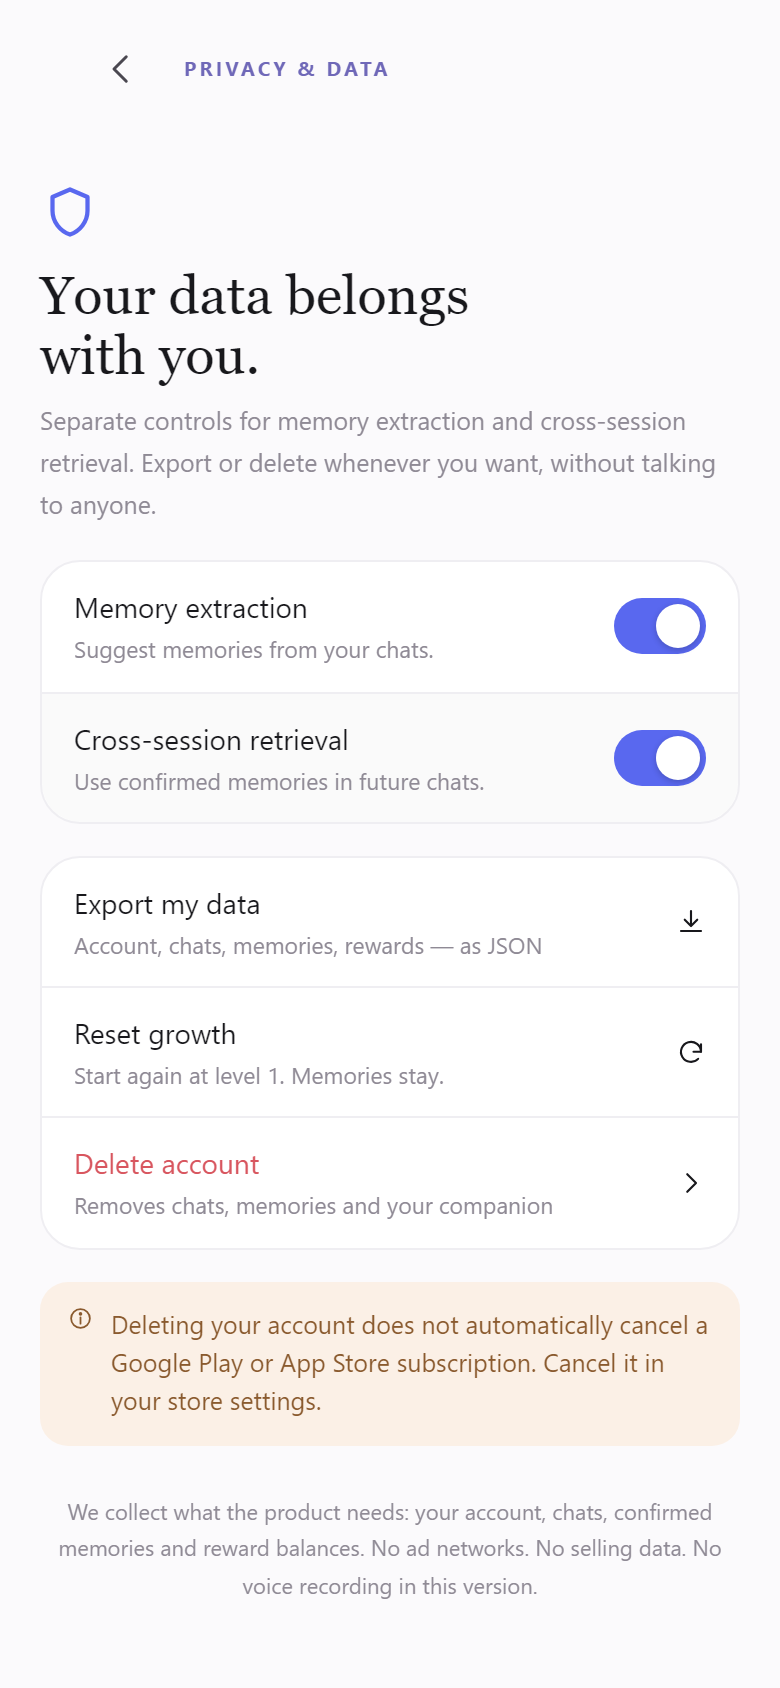 PRIVACY & DATA
Your data belongs
with you.
Separate controls for memory extraction and cross-session
retrieval. Export or delete whenever you want, without talking
to anyone.
Memory extraction
Suggest memories from your chats.
Cross-session retrieval
Use confirmed memories in future chats.
Export my data
Account, chats, memories, rewards — as JSON
Reset growth
Start again at level 1. Memories stay.
Delete account
Removes chats, memories and your companion
Deleting your account does not automatically cancel a
Google Play or App Store subscription. Cancel it in
your store settings.
We collect what the product needs: your account, chats, confirmed
memories and reward balances. No ad networks. No selling data. No
voice recording in this version.